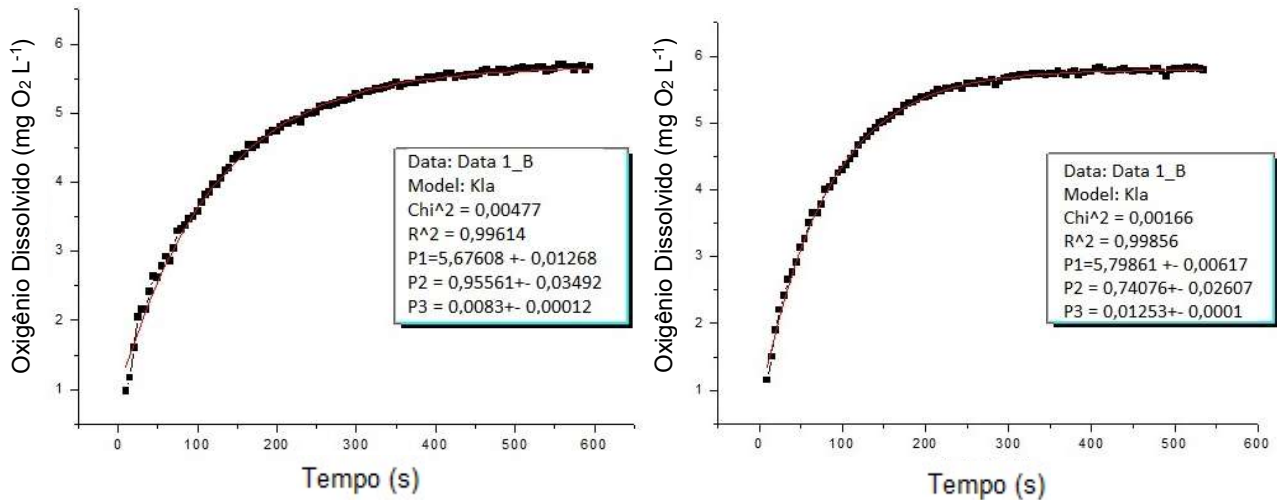 Oxigênio Dissolvido (mg O₂ L⁻¹)
6
5
4
3
2
1
0
100
200
300
400
500
600
Tempo (s)
Data: Data 1_B
Model: Kla
Chi^2 = 0,00477
R^2 = 0,99614
P1=5,67608 +- 0,01268
P2 = 0,95561+- 0,03492
P3 = 0,0083+- 0,00012
Oxigênio Dissolvido (mg O₂ L⁻¹)
6
5
4
3
2
1
0
100
200
300
400
500
600
Tempo (s)
Data: Data 1_B
Model: Kla
Chi^2 = 0,00166
R^2 = 0,99856
P1=5,79861 +- 0,00617
P2 = 0,74076+- 0,02607
P3 = 0,01253+- 0,0001